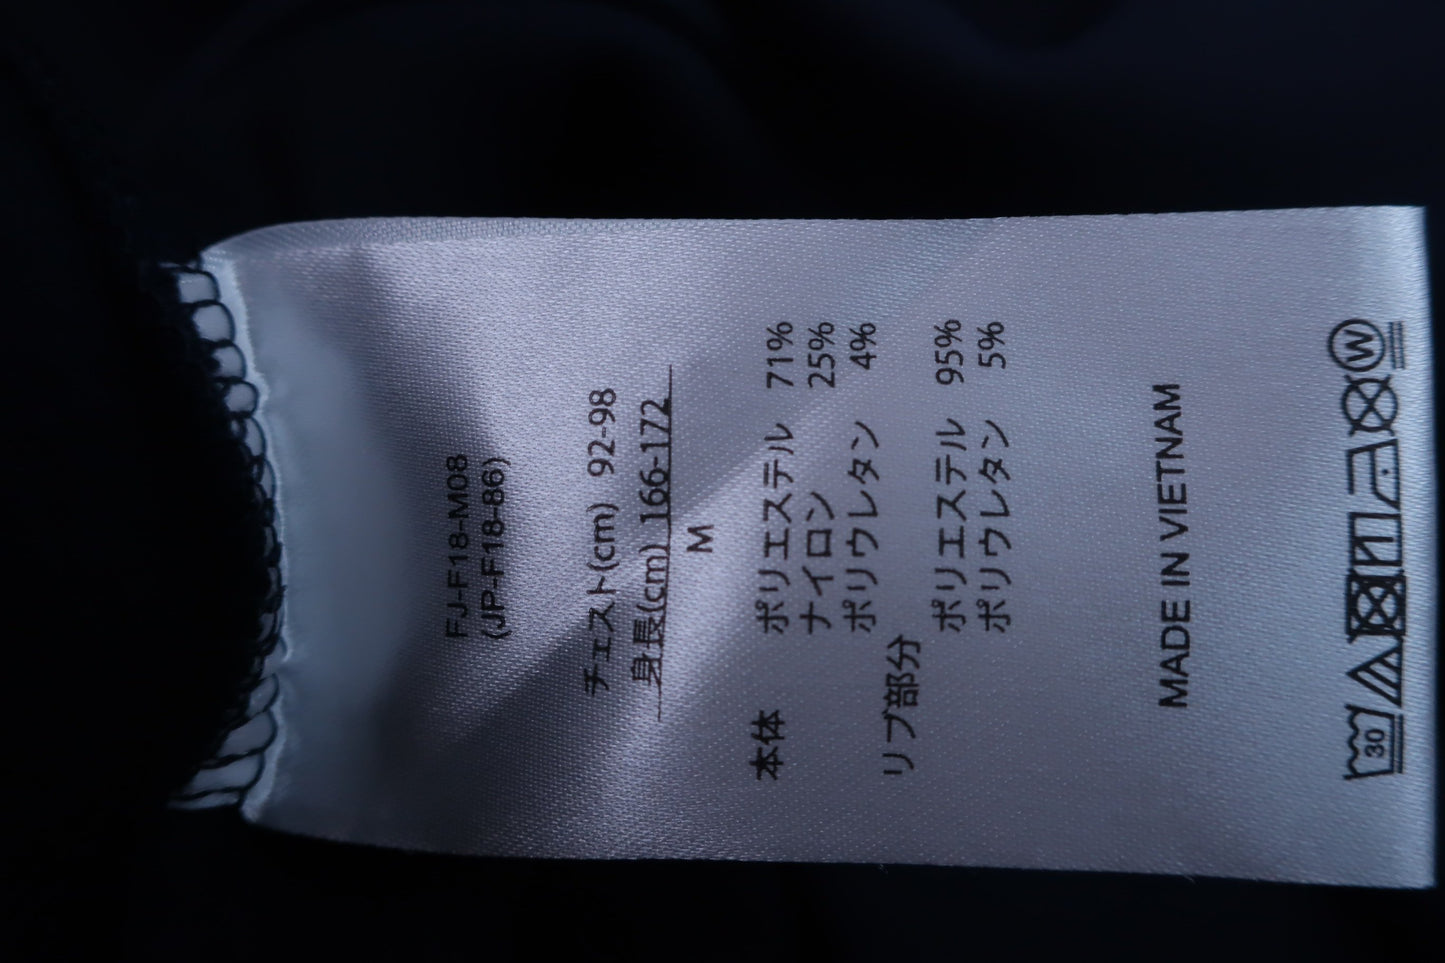 FJ-F18-M08
(JP-F18-86)
チェスト(cm) 92-98
身長(cm) 166-172
M
本体 ポリエステル 71%
ナイロン 25%
ポリウレタン 4%
リブ部分
ポリエステル 95%
ポリウレタン 5%
MADE IN VIETNAM
30 W